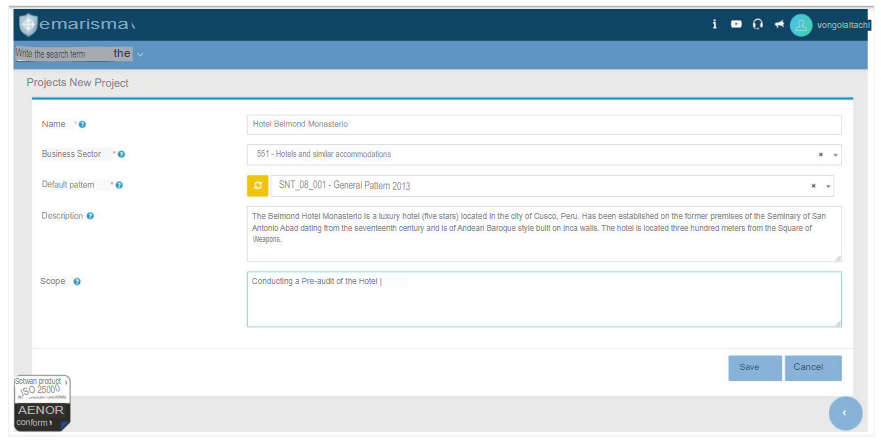 emarisma
i
vongolaltachl
Write the search term the
Projects New Project
Name *
Hotel Belmond Monasterio
Business Sector *
551 - Hotels and similar accommodations
Default pattern *
SNT_08_001 - General Pattern 2013
Description
The Belmond Hotel Monasterio is a luxury hotel (five stars) located in the city of Cusco, Peru. Has been established on the former premises of the Seminary of San
Antonio Abad dating from the seventeenth century and is of Andean Baroque style built on Inca walls. The hotel is located three hundred meters from the Square of
Weapons.
Scope
Conducting a Pre-audit of the Hotel
Save
Cancel
Sotwan product
ISO 25000
AENOR
conform